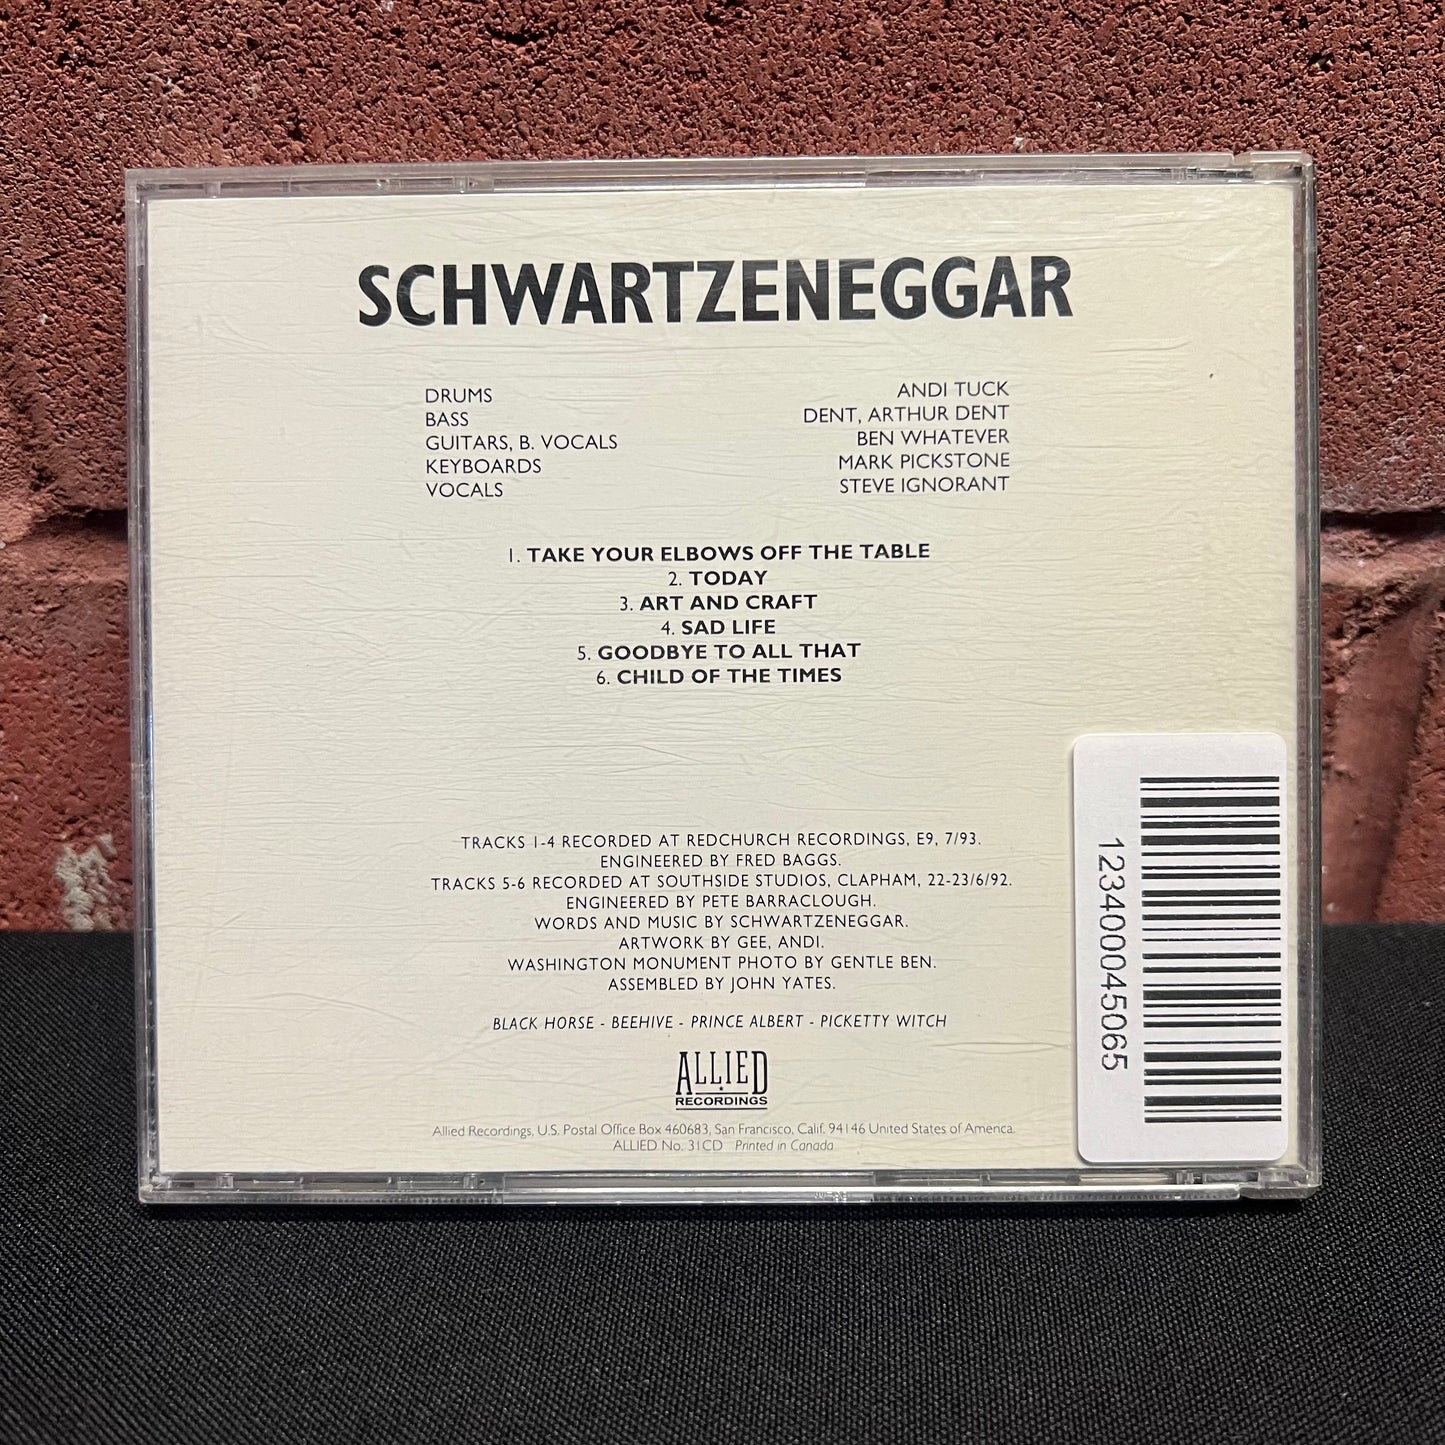 SCHWARTZENEGGAR
DRUMS ANDI TUCK
BASS DENT, ARTHUR DENT
GUITARS, B. VOCALS BEN WHATEVER
KEYBOARDS MARK PICKSTONE
VOCALS STEVE IGNORANT
1. TAKE YOUR ELBOWS OFF THE TABLE
2. TODAY
3. ART AND CRAFT
4. SAD LIFE
5. GOODBYE TO ALL THAT
6. CHILD OF THE TIMES
TRACKS 1-4 RECORDED AT REDCHURCH RECORDINGS, E9, 7/93.
ENGINEERED BY FRED BAGGS.
TRACKS 5-6 RECORDED AT SOUTHSIDE STUDIOS, CLAPHAM, 22-23/6/92.
ENGINEERED BY PETE BARRACLOUGH.
WORDS AND MUSIC BY SCHWARTZENEGGAR.
ARTWORK BY GEE, ANDI.
WASHINGTON MONUMENT PHOTO BY GENTLE BEN.
ASSEMBLED BY JOHN YATES.
BLACK HORSE - BEEHIVE - PRINCE ALBERT - PICKETTY WITCH
ALLIED
RECORDINGS
Allied Recordings, U.S. Postal Office Box 460683, San Francisco, Calif. 94146 United States of America.
ALLIED No. 31CD Printed in Canada
123400045065